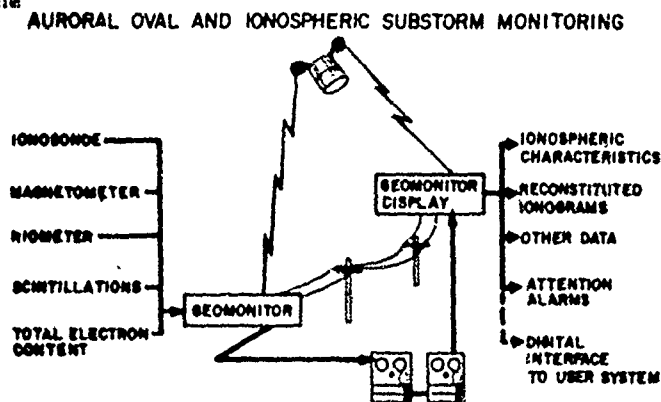 AURORAL OVAL AND IONOSPHERIC SUBSTORM MONITORING
IONOSONDE
MAGNETOMETER
RIOMETER
SCINTILLATIONS
TOTAL ELECTRON
CONTENT
GEOMONITOR
GEOMONITOR
DISPLAY
IONOSPHERIC
CHARACTERISTICS
RECONSTITUTED
IONOGRAMS
OTHER DATA
ATTENTION
ALARMS
DIGITAL
INTERFACE
TO USER SYSTEM